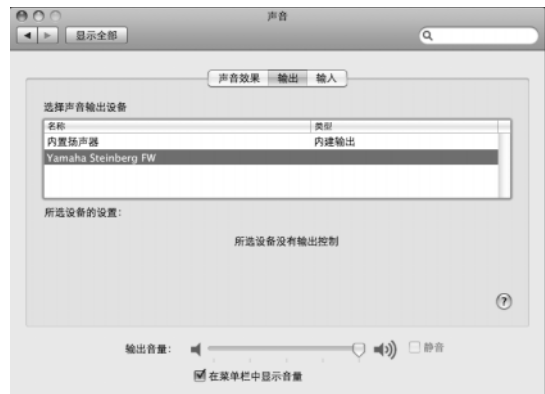 声音
显示全部
声音效果 输出 输入
选择声音输出设备
名称 类型
内置扬声器 内建输出
Yamaha Steinberg FW
所选设备的设置:
所选设备没有输出控制
?
输出音量: 静音
在菜单栏中显示音量